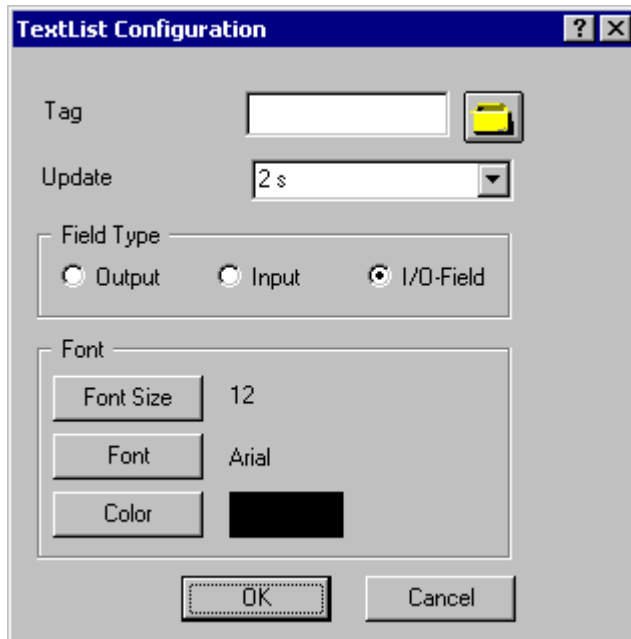 TextList Configuration
Tag
Update 2 s
Field Type
Output Input I/O-Field
Font
Font Size 12
Font Arial
Color
OK Cancel